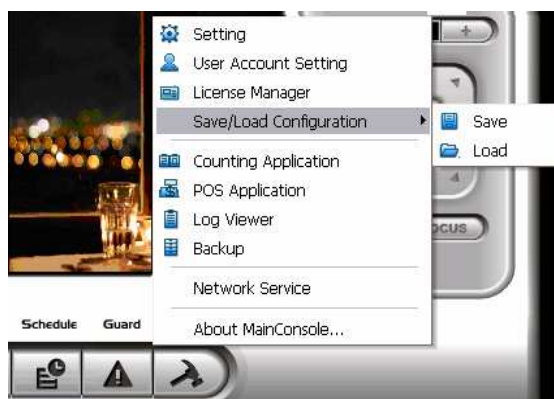 Setting
User Account Setting
License Manager
Save/Load Configuration
Save
Load
Counting Application
POS Application
Log Viewer
Backup
Network Service
About MainConsole...
Schedule Guard